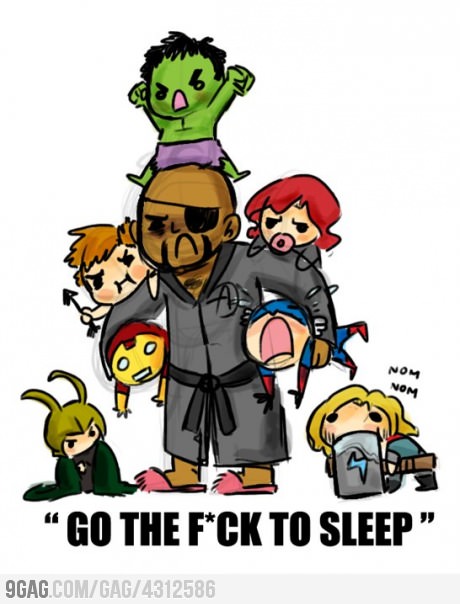 NOM
NOM
“ GO THE F*CK TO SLEEP ”
9GAG.COM/GAG/4312586